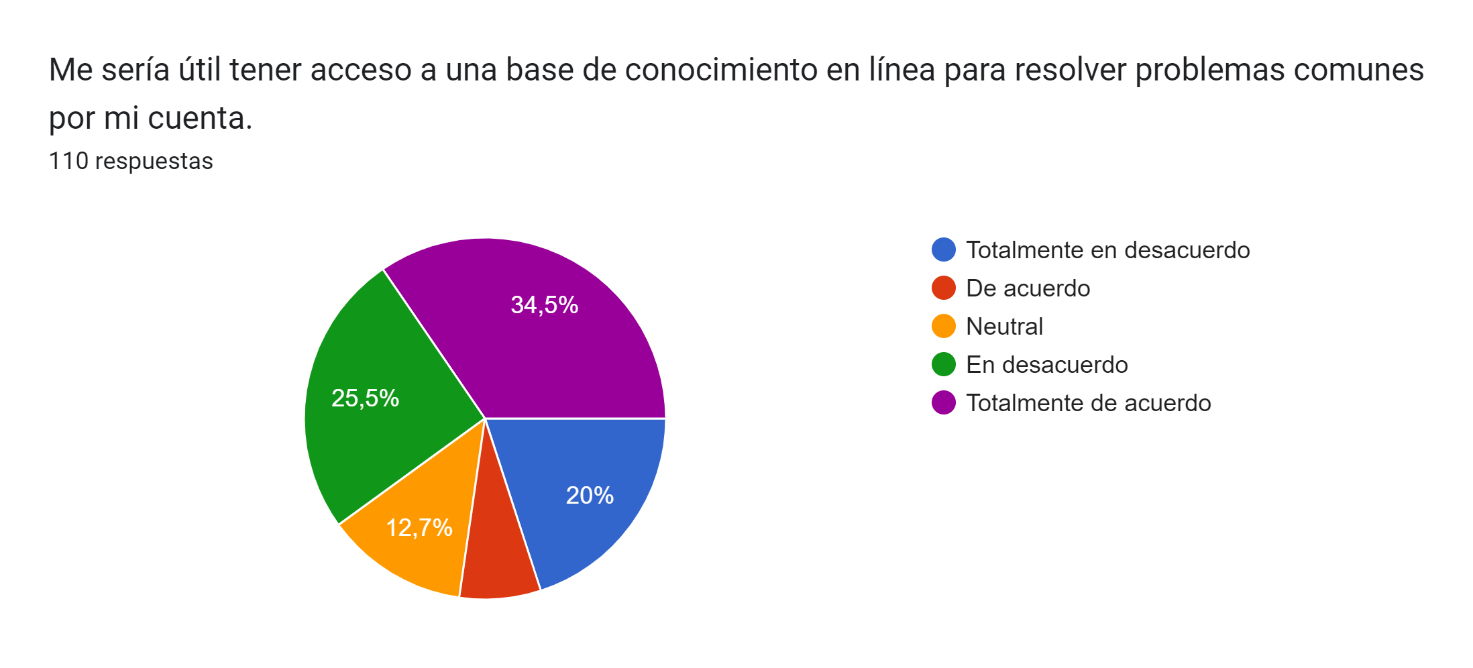 Me sería útil tener acceso a una base de conocimiento en línea para resolver problemas comunes
por mi cuenta.
110 respuestas
34,5%
25,5%
20%
12,7%
Totalmente en desacuerdo
De acuerdo
Neutral
En desacuerdo
Totalmente de acuerdo